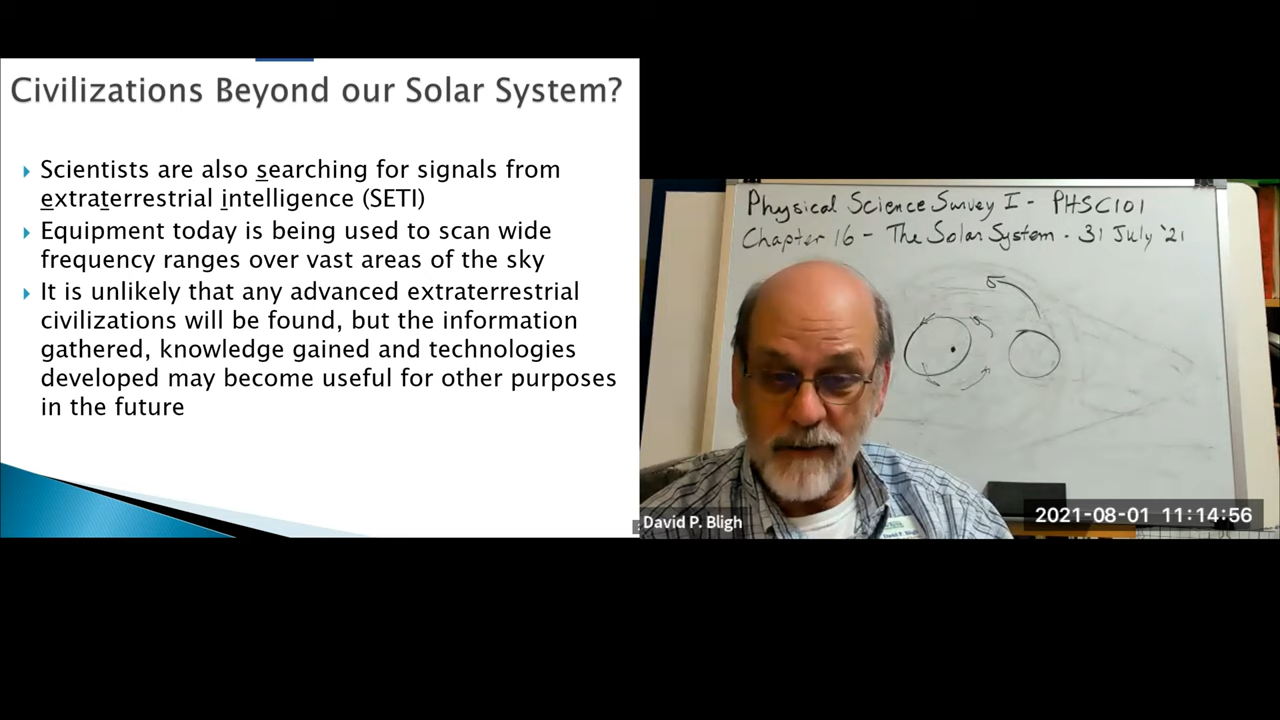 Civilizations Beyond our Solar System?
Scientists are also searching for signals from
extraterrestrial intelligence (SETI)
Equipment today is being used to scan wide
frequency ranges over vast areas of the sky
It is unlikely that any advanced extraterrestrial
civilizations will be found, but the information
gathered, knowledge gained and technologies
developed may become useful for other purposes
in the future
Physical Science Survey I - PHSC101
Chapter 16 - The Solar System - 31 July '21
David P. Bligh
David P. Bligh
2021-08-01 11:14:56